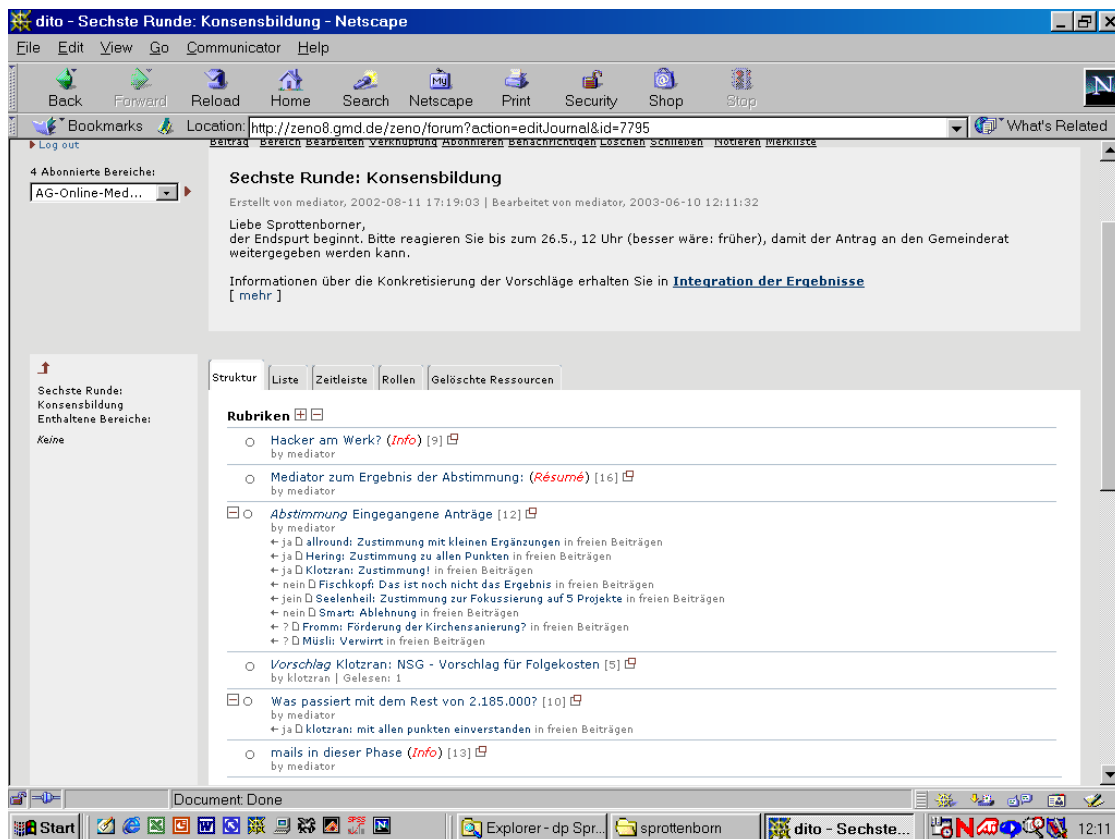 dito - Sechste Runde: Konsensbildung - Netscape
File Edit View Go Communicator Help
Back Forward Reload Home Search Netscape Print Security Shop Stop
My
N
Bookmarks Location: http://zeno8.gmd.de/zeno/forum?action=editJournal&id=7795 What's Related
Log out
Beitrag Bereich Bearbeiten Verknüpfung Abonnieren Benachrichtigen Löschen Schließen Notieren Merkliste
4 Abonnierte Bereiche:
AG-Online-Med...
Sechste Runde: Konsensbildung
Erstellt von mediator, 2002-08-11 17:19:03 | Bearbeitet von mediator, 2003-06-10 12:11:32
Liebe Sprottenborner,
der Endspurt beginnt. Bitte reagieren Sie bis zum 26.5., 12 Uhr (besser wäre: früher), damit der Antrag an den Gemeinderat
weitergegeben werden kann.
Informationen über die Konkretisierung der Vorschläge erhalten Sie in Integration der Ergebnisse
[ mehr ]
Sechste Runde:
Konsensbildung
Enthaltene Bereiche:
Keine
Struktur Liste Zeitleiste Rollen Gelöschte Ressourcen
Rubriken
Hacker am Werk? (Info) [9]
by mediator
Mediator zum Ergebnis der Abstimmung: (Résumé) [16]
by mediator
Abstimmung Eingegangene Anträge [12]
by mediator
← ja allround: Zustimmung mit kleinen Ergänzungen in freien Beiträgen
← ja Hering: Zustimmung zu allen Punkten in freien Beiträgen
← ja Klotzran: Zustimmung! in freien Beiträgen
← nein Fischkopf: Das ist noch nicht das Ergebnis in freien Beiträgen
← jein Seelenheil: Zustimmung zur Fokussierung auf 5 Projekte in freien Beiträgen
← nein Smart: Ablehnung in freien Beiträgen
← ? Fromm: Förderung der Kirchensanierung? in freien Beiträgen
← ? Müsli: Verwirrt in freien Beiträgen
Vorschlag Klotzran: NSG - Vorschlag für Folgekosten [5]
by klotzran | Gelesen: 1
Was passiert mit dem Rest von 2.185.000? [10]
by mediator
← ja klotzran: mit allen punkten einverstanden in freien Beiträgen
mails in dieser Phase (Info) [13]
by mediator
Document: Done
Start Explorer - dp Spr... sprottenborn dito - Sechste... 12:11